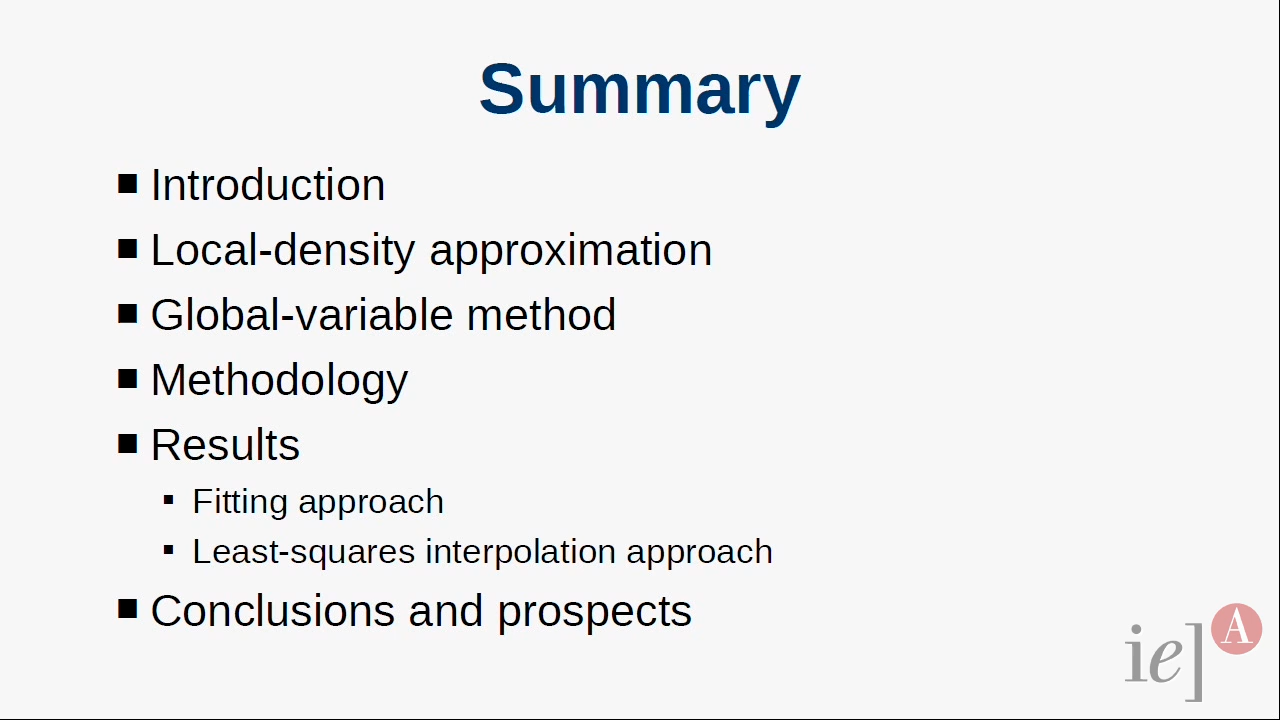 Summary
Introduction
Local-density approximation
Global-variable method
Methodology
Results
Fitting approach
Least-squares interpolation approach
Conclusions and prospects
ie] A